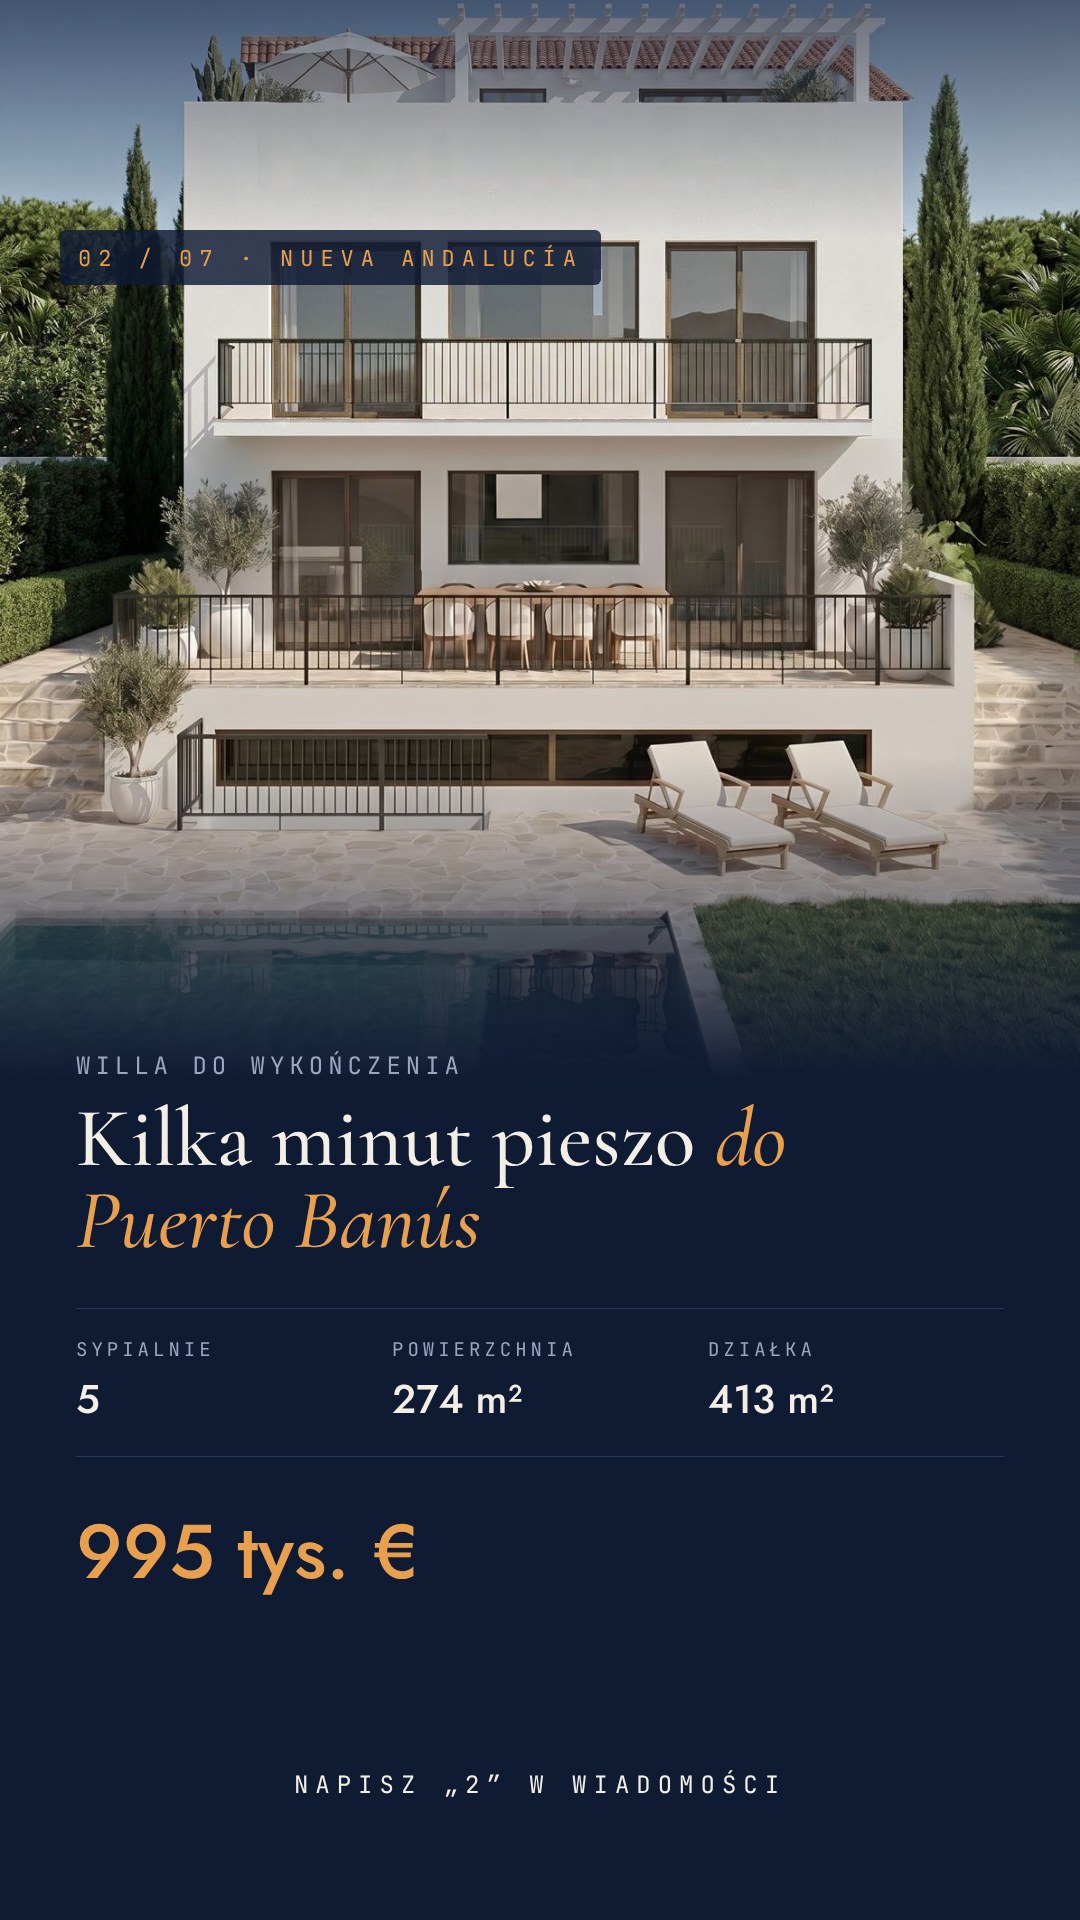 02 / 07 · NUEVA ANDALUCÍA
WILLA DO WYKOŃCZENIA
Kilka minut pieszo do
Puerto Banús
SYPIALNIE POWIERZCHNIA DZIAŁKA
5 274 m² 413 m²
995 tys. €
NAPISZ „2” W WIADOMOŚCI